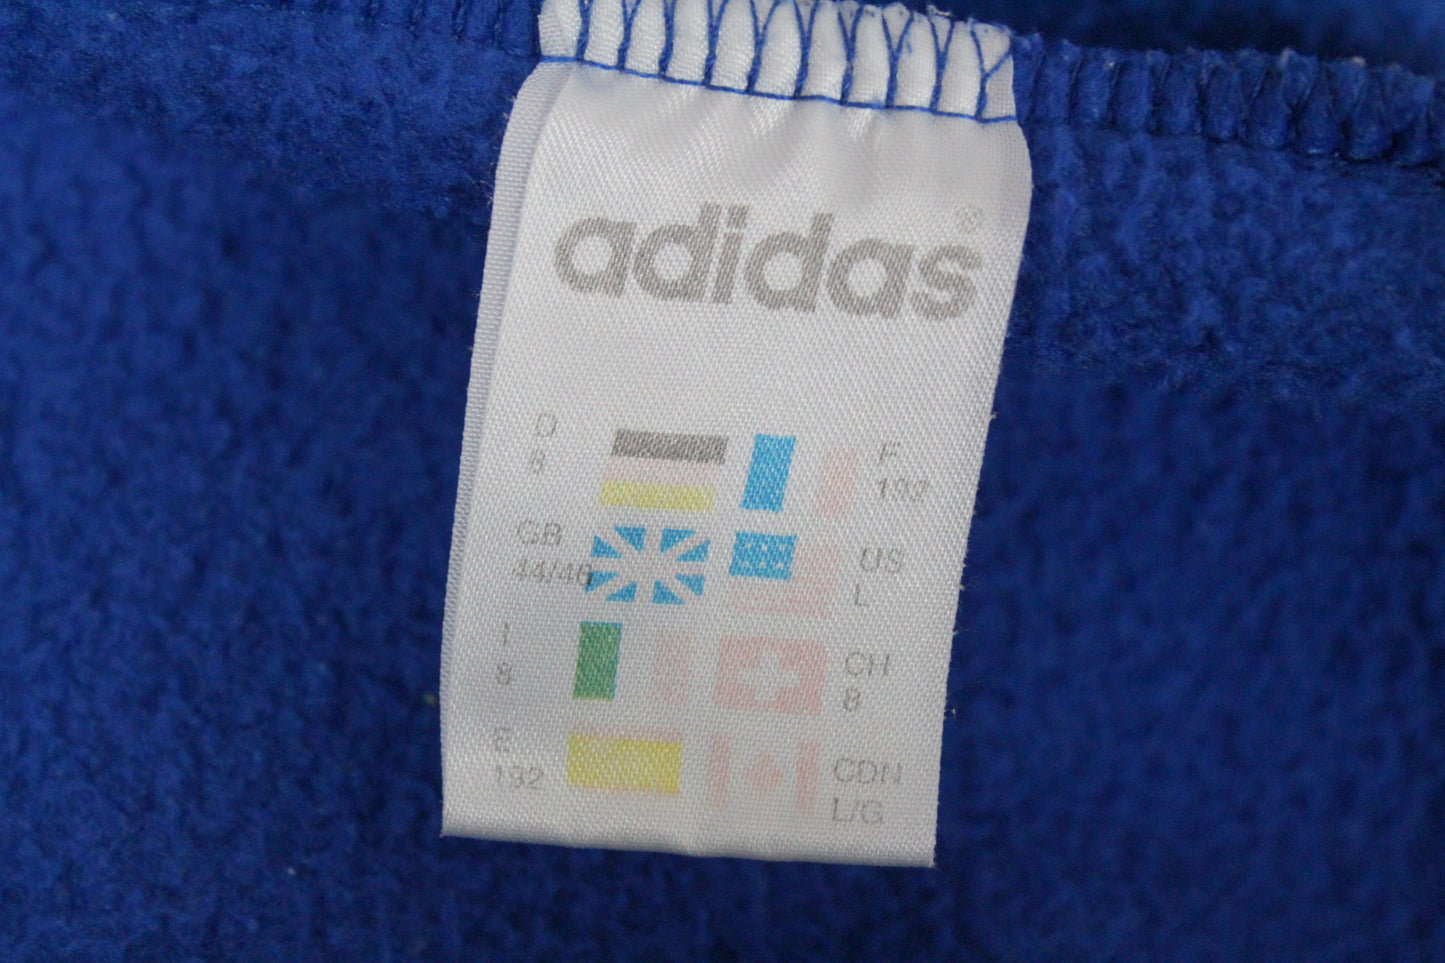 adidas®
D
8
F
192
GB
44/46
US
L
I
8
CH
8
E
192
CDN
L/G